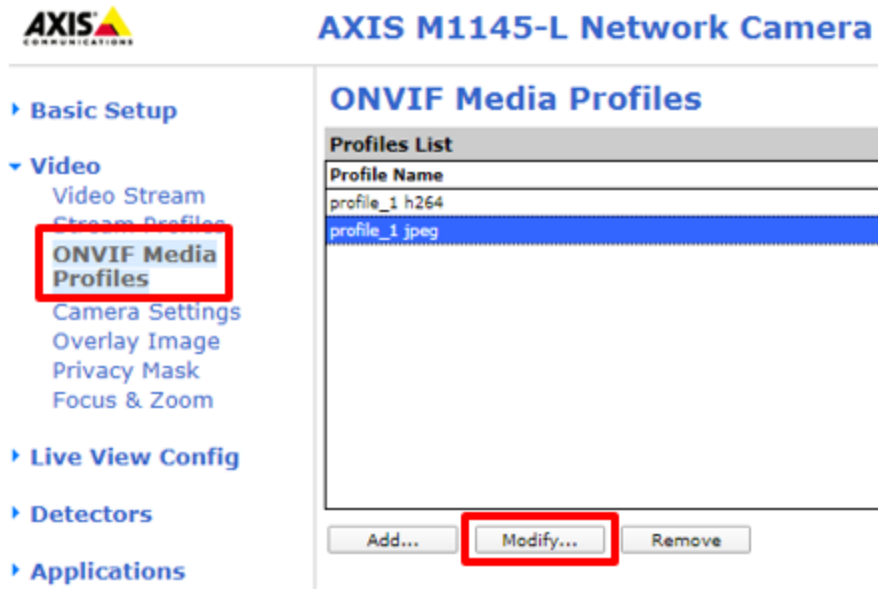 AXIS
COMMUNICATIONS
AXIS M1145-L Network Camera
Basic Setup
Video
Video Stream
Stream Profiles
ONVIF Media
Profiles
Camera Settings
Overlay Image
Privacy Mask
Focus & Zoom
Live View Config
Detectors
Applications
ONVIF Media Profiles
Profiles List
Profile Name
profile_1 h264
profile_1 jpeg
Add...
Modify...
Remove